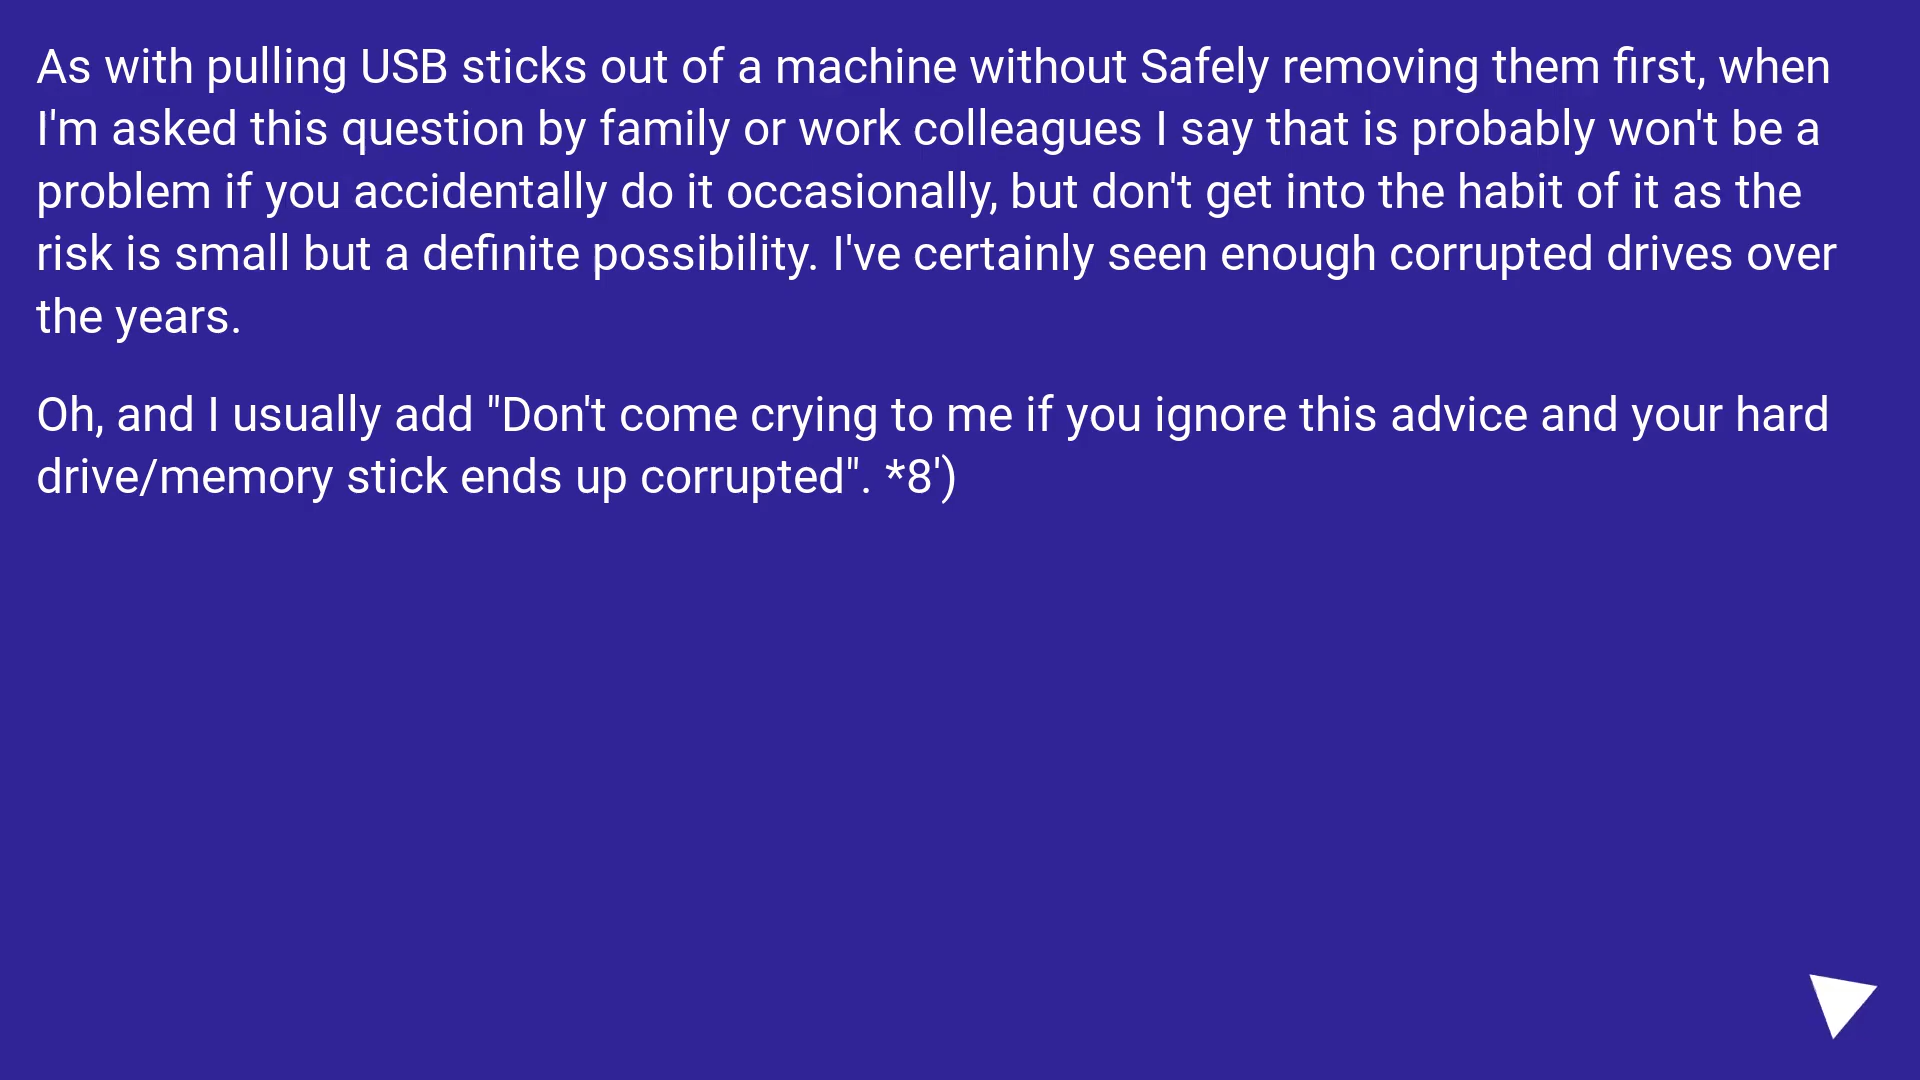 As with pulling USB sticks out of a machine without Safely removing them first, when
I'm asked this question by family or work colleagues I say that is probably won't be a
problem if you accidentally do it occasionally, but don't get into the habit of it as the
risk is small but a definite possibility. I've certainly seen enough corrupted drives over
the years.
Oh, and I usually add "Don't come crying to me if you ignore this advice and your hard
drive/memory stick ends up corrupted". *8')